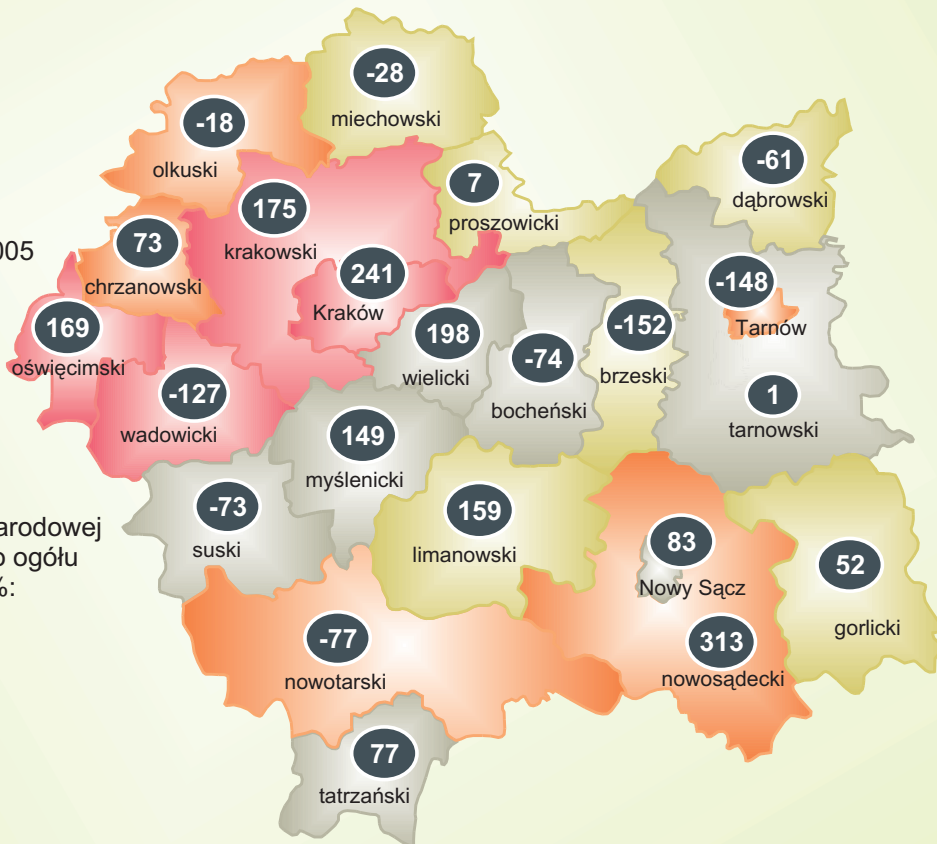 -28
miechowski
-18
olkuski
-61
dąbrowski
7
proszowicki
175
krakowski
005
73
chrzanowski
241
Kraków
-148
Tarnów
169
oświęcimski
198
wielicki
-152
brzeski
-74
bocheński
-127
wadowicki
1
tarnowski
149
myślenicki
-73
suski
159
limanowski
arodowej
o ogółu
%:
83
Nowy Sącz
52
gorlicki
-77
nowotarski
313
nowosądecki
77
tatrzański